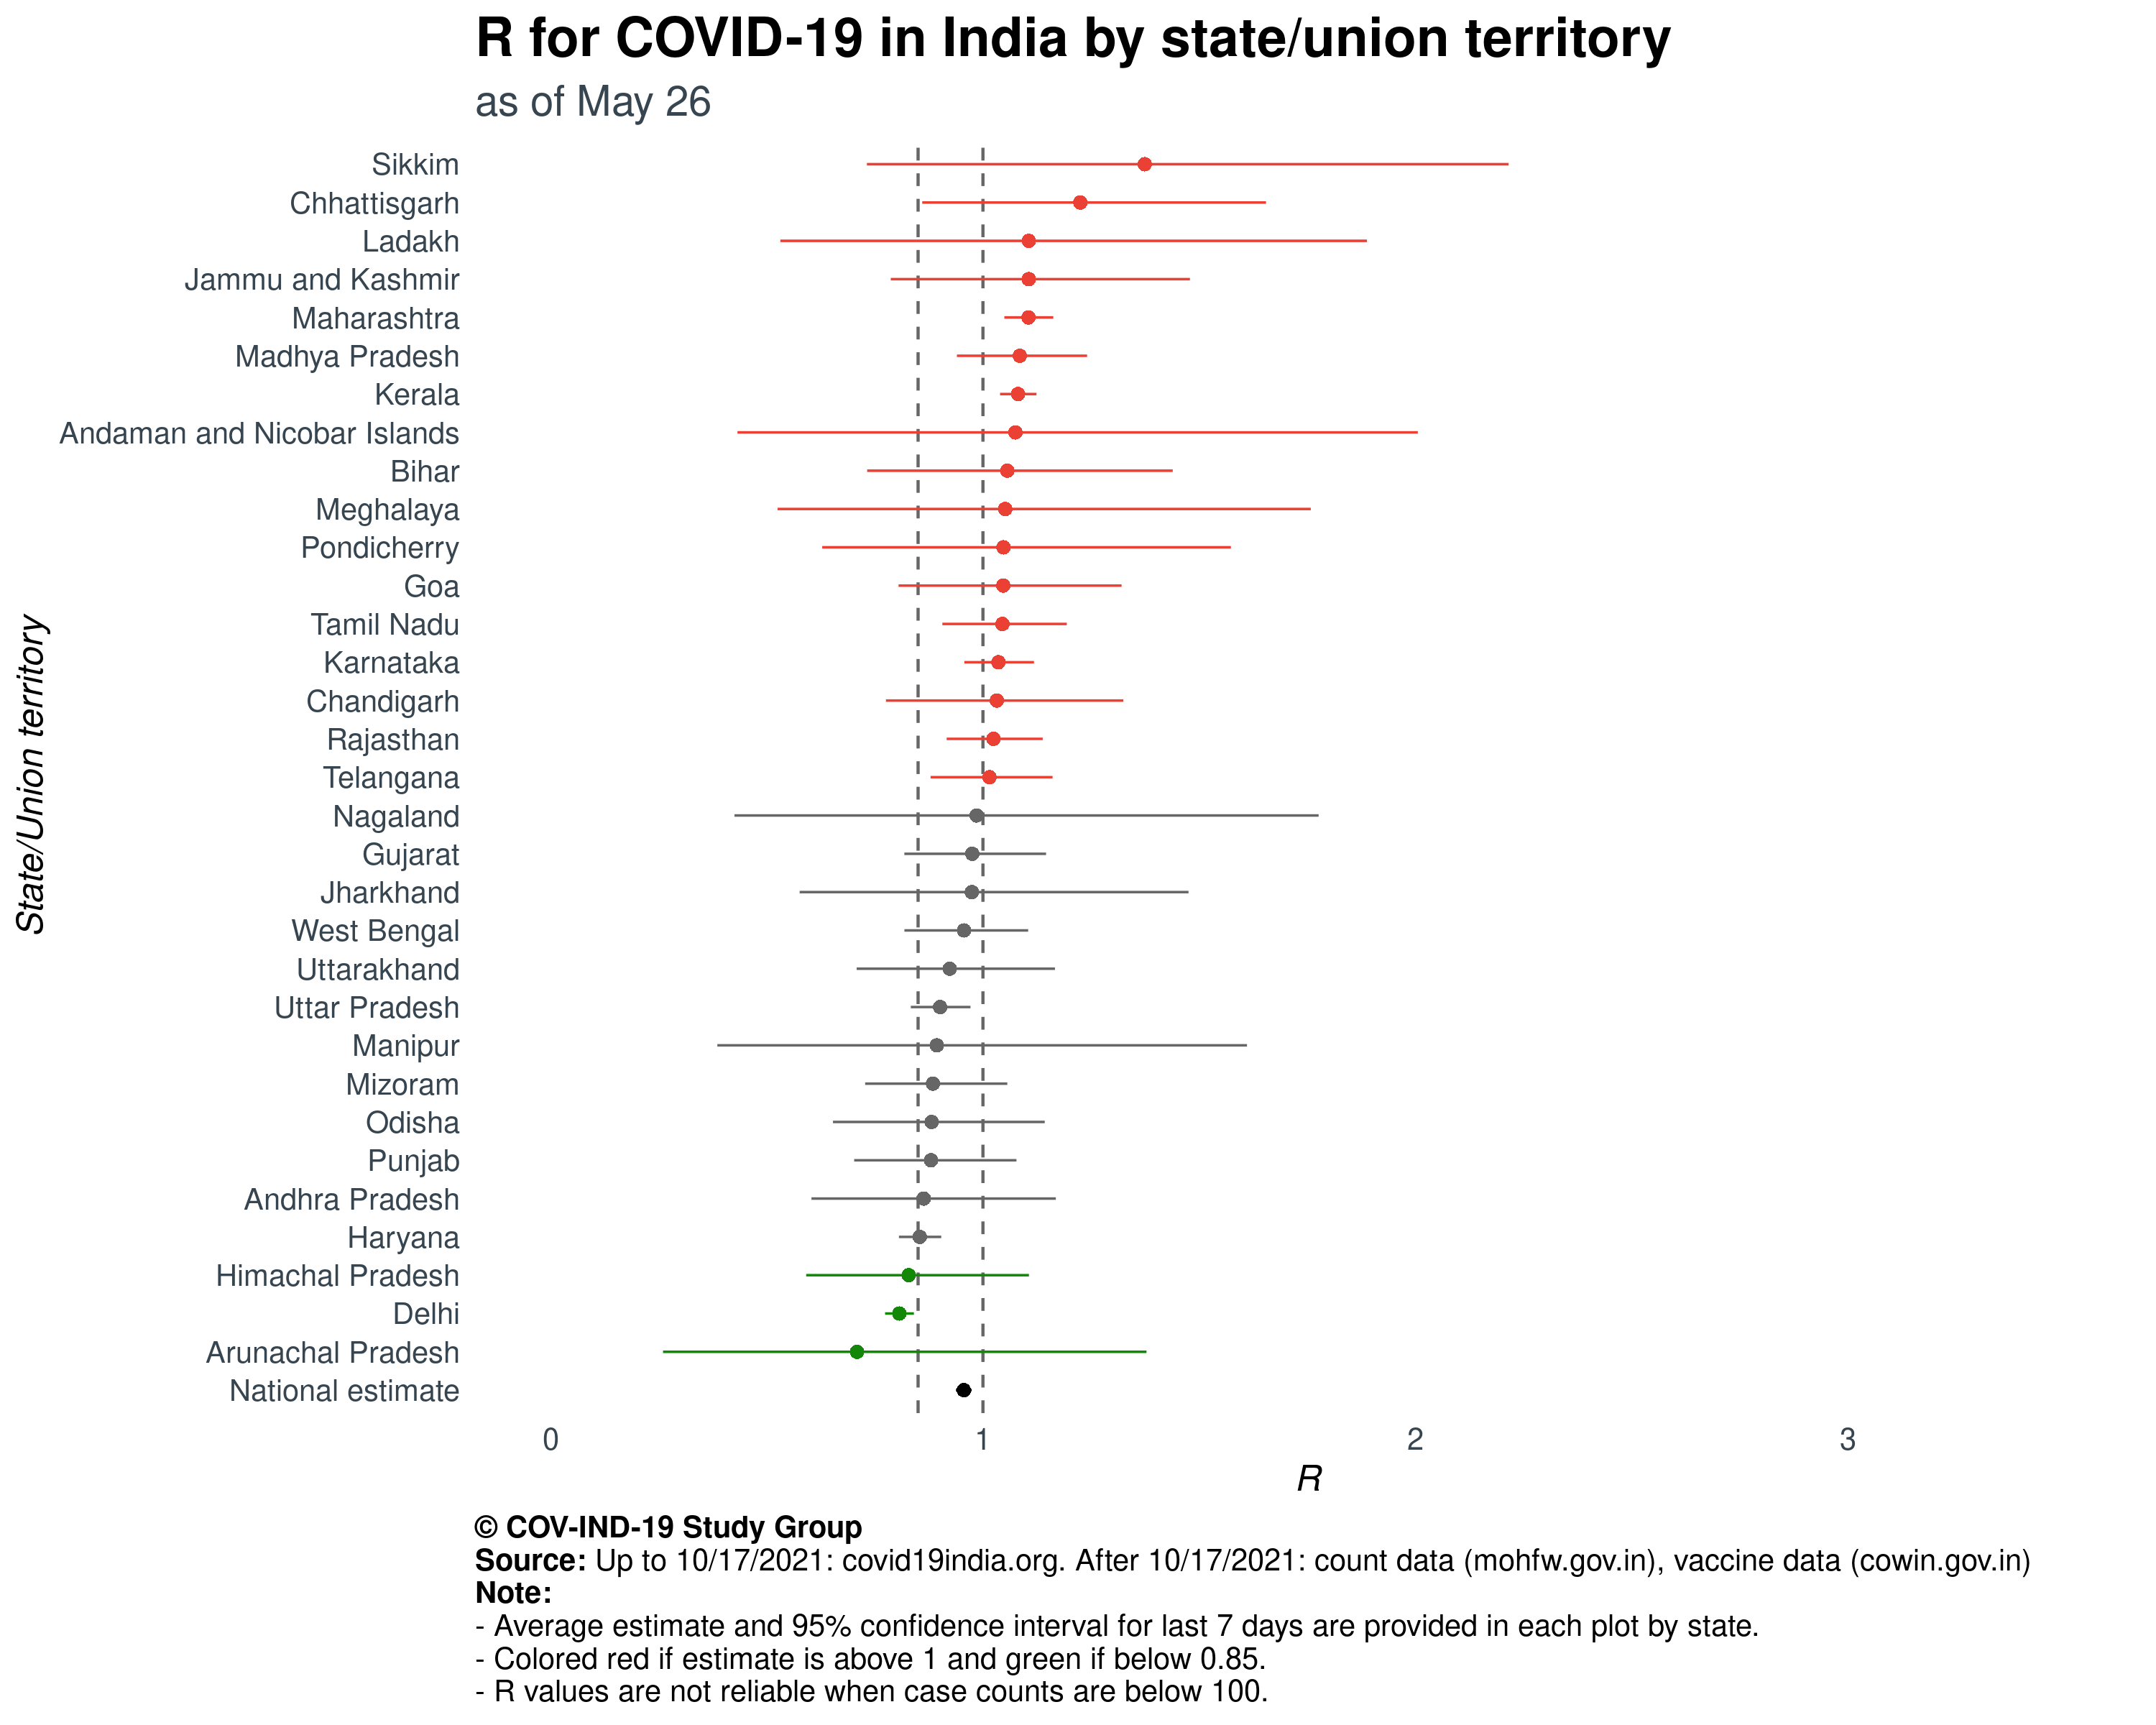 R for COVID-19 in India by state/union territory
as of May 26
State/Union territory
Sikkim
Chhattisgarh
Ladakh
Jammu and Kashmir
Maharashtra
Madhya Pradesh
Kerala
Andaman and Nicobar Islands
Bihar
Meghalaya
Pondicherry
Goa
Tamil Nadu
Karnataka
Chandigarh
Rajasthan
Telangana
Nagaland
Gujarat
Jharkhand
West Bengal
Uttarakhand
Uttar Pradesh
Manipur
Mizoram
Odisha
Punjab
Andhra Pradesh
Haryana
Himachal Pradesh
Delhi
Arunachal Pradesh
National estimate
0 1 2 3
R
© COV-IND-19 Study Group
Source: Up to 10/17/2021: covid19india.org. After 10/17/2021: count data (mohfw.gov.in), vaccine data (cowin.gov.in)
Note:
- Average estimate and 95% confidence interval for last 7 days are provided in each plot by state.
- Colored red if estimate is above 1 and green if below 0.85.
- R values are not reliable when case counts are below 100.